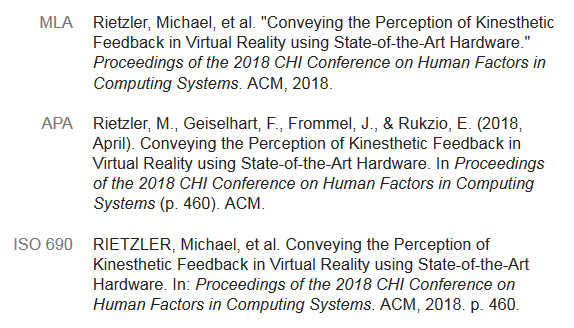 MLA Rietzler, Michael, et al. "Conveying the Perception of Kinesthetic
Feedback in Virtual Reality using State-of-the-Art Hardware."
Proceedings of the 2018 CHI Conference on Human Factors in
Computing Systems. ACM, 2018.
APA Rietzler, M., Geiselhart, F., Frommel, J., & Rukzio, E. (2018,
April). Conveying the Perception of Kinesthetic Feedback in
Virtual Reality using State-of-the-Art Hardware. In Proceedings
of the 2018 CHI Conference on Human Factors in Computing
Systems (p. 460). ACM.
ISO 690 RIETZLER, Michael, et al. Conveying the Perception of
Kinesthetic Feedback in Virtual Reality using State-of-the-Art
Hardware. In: Proceedings of the 2018 CHI Conference on
Human Factors in Computing Systems. ACM, 2018. p. 460.